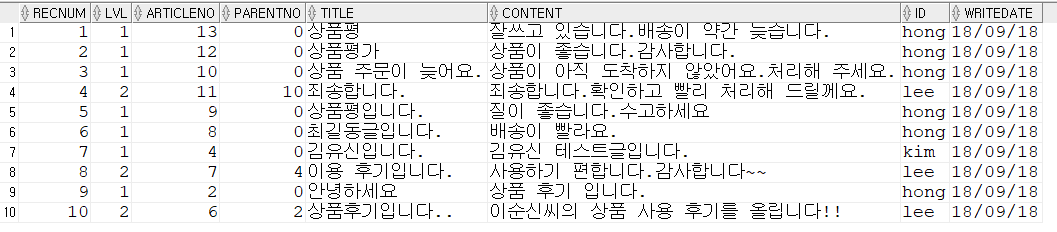 RECNUM LVL ARTICLENO PARENTNO TITLE CONTENT ID WRITEDATE
1 1 1 13 0 상품평 잘쓰고 있습니다.배송이 약간 늦습니다. hong 18/09/18
2 2 1 12 0 상품평가 상품이 좋습니다.감사합니다. hong 18/09/18
3 3 1 10 0 상품 주문이 늦어요. 상품이 아직 도착하지 않았어요.처리해 주세요. hong 18/09/18
4 4 2 11 10 죄송합니다. 죄송합니다.확인하고 빨리 처리해 드릴께요. lee 18/09/18
5 5 1 9 0 상품평입니다. 질이 좋습니다.수고하세요 hong 18/09/18
6 6 1 8 0 최길동글입니다. 배송이 빨라요. hong 18/09/18
7 7 1 4 0 김유신입니다. 김유신 테스트글입니다. kim 18/09/18
8 8 2 7 4 이용 후기입니다. 사용하기 편합니다.감사합니다~~ lee 18/09/18
9 9 1 2 0 안녕하세요 상품 후기 입니다. hong 18/09/18
10 10 2 6 2 상품후기입니다.. 이순신씨의 상품 사용 후기를 올립니다!! lee 18/09/18